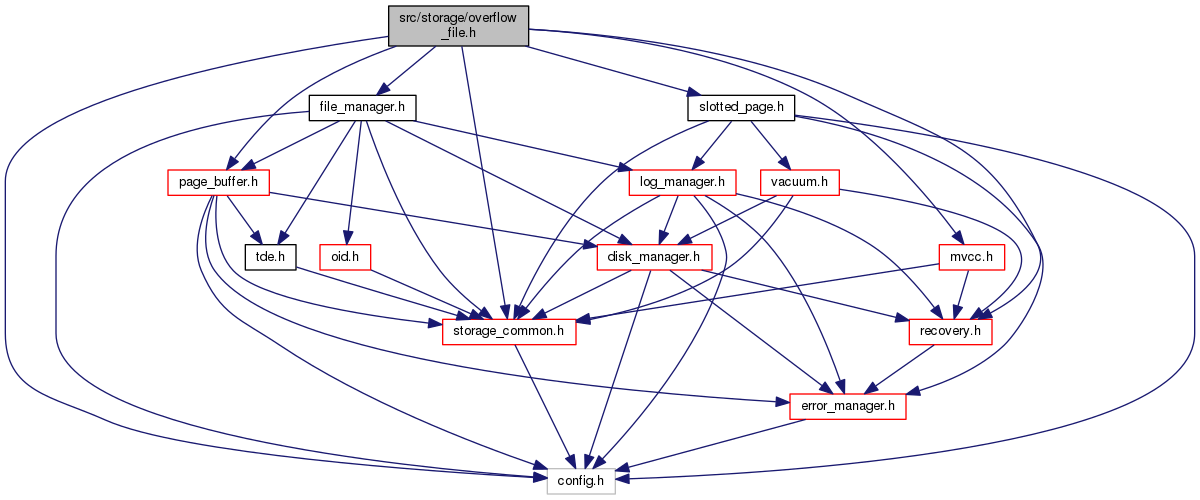 src/storage/overflow
_file.h
file_manager.h
slotted_page.h
page_buffer.h
log_manager.h
vacuum.h
tde.h
oid.h
disk_manager.h
mvcc.h
storage_common.h
recovery.h
error_manager.h
config.h